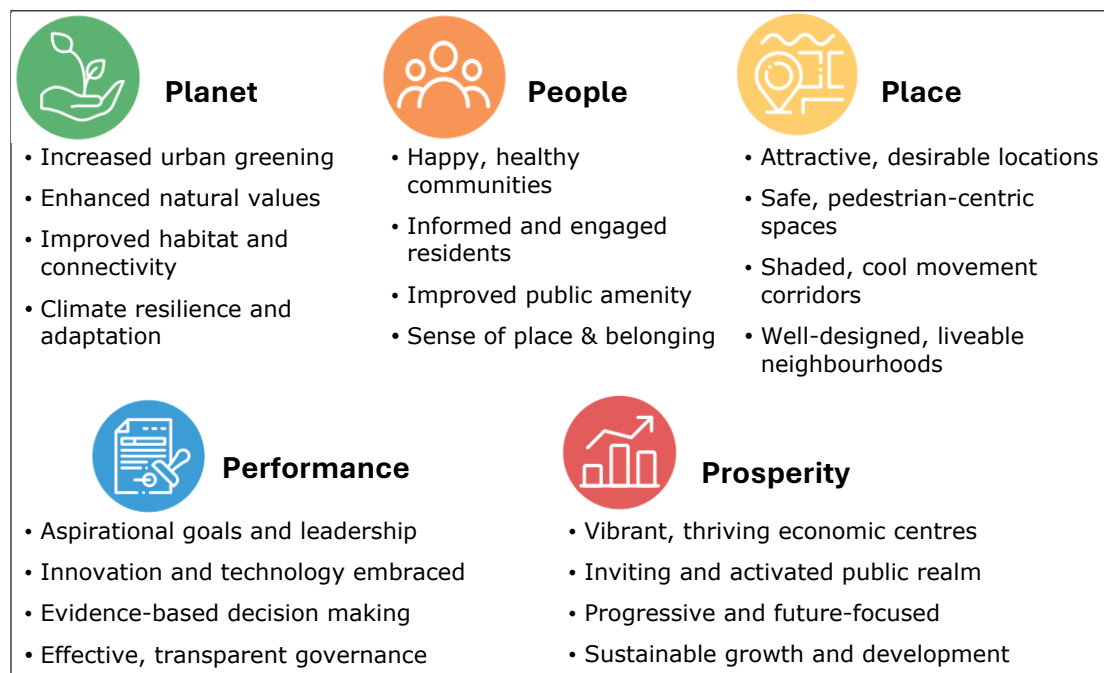 Planet
• Increased urban greening
• Enhanced natural values
• Improved habitat and
connectivity
• Climate resilience and
adaptation
People
• Happy, healthy
communities
• Informed and engaged
residents
• Improved public amenity
• Sense of place & belonging
Place
• Attractive, desirable locations
• Safe, pedestrian-centric
spaces
• Shaded, cool movement
corridors
• Well-designed, liveable
neighbourhoods
Performance
• Aspirational goals and leadership
• Innovation and technology embraced
• Evidence-based decision making
• Effective, transparent governance
Prosperity
• Vibrant, thriving economic centres
• Inviting and activated public realm
• Progressive and future-focused
• Sustainable growth and development